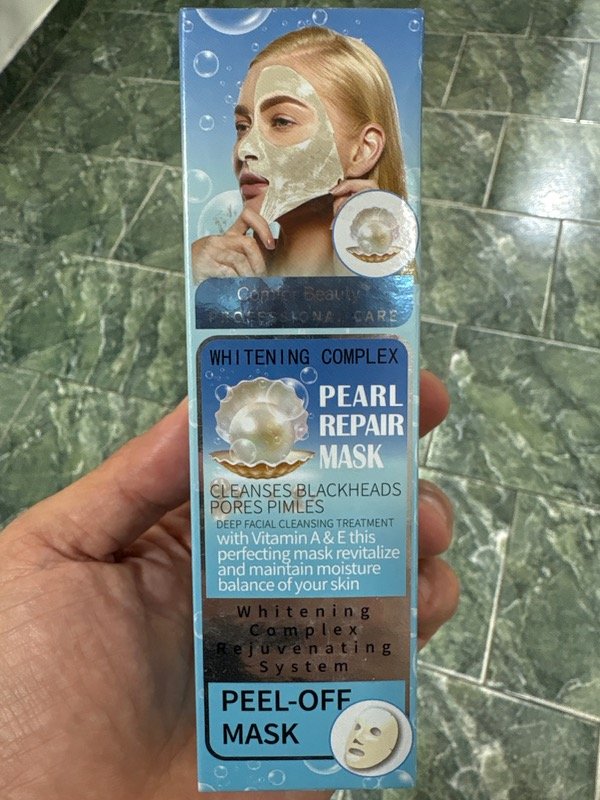 Beauty
PROFESSIONAL CARE
WHITENING COMPLEX
PEARL
REPAIR
MASK
CLEANSES BLACKHEADS
PORES PIMLES
DEEP FACIAL CLEANSING TREATMENT
with Vitamin A & E this
perfecting mask revitalize
and maintain moisture
balance of your skin
Whitening
Complex
Rejuvenating
System
PEEL-OFF
MASK